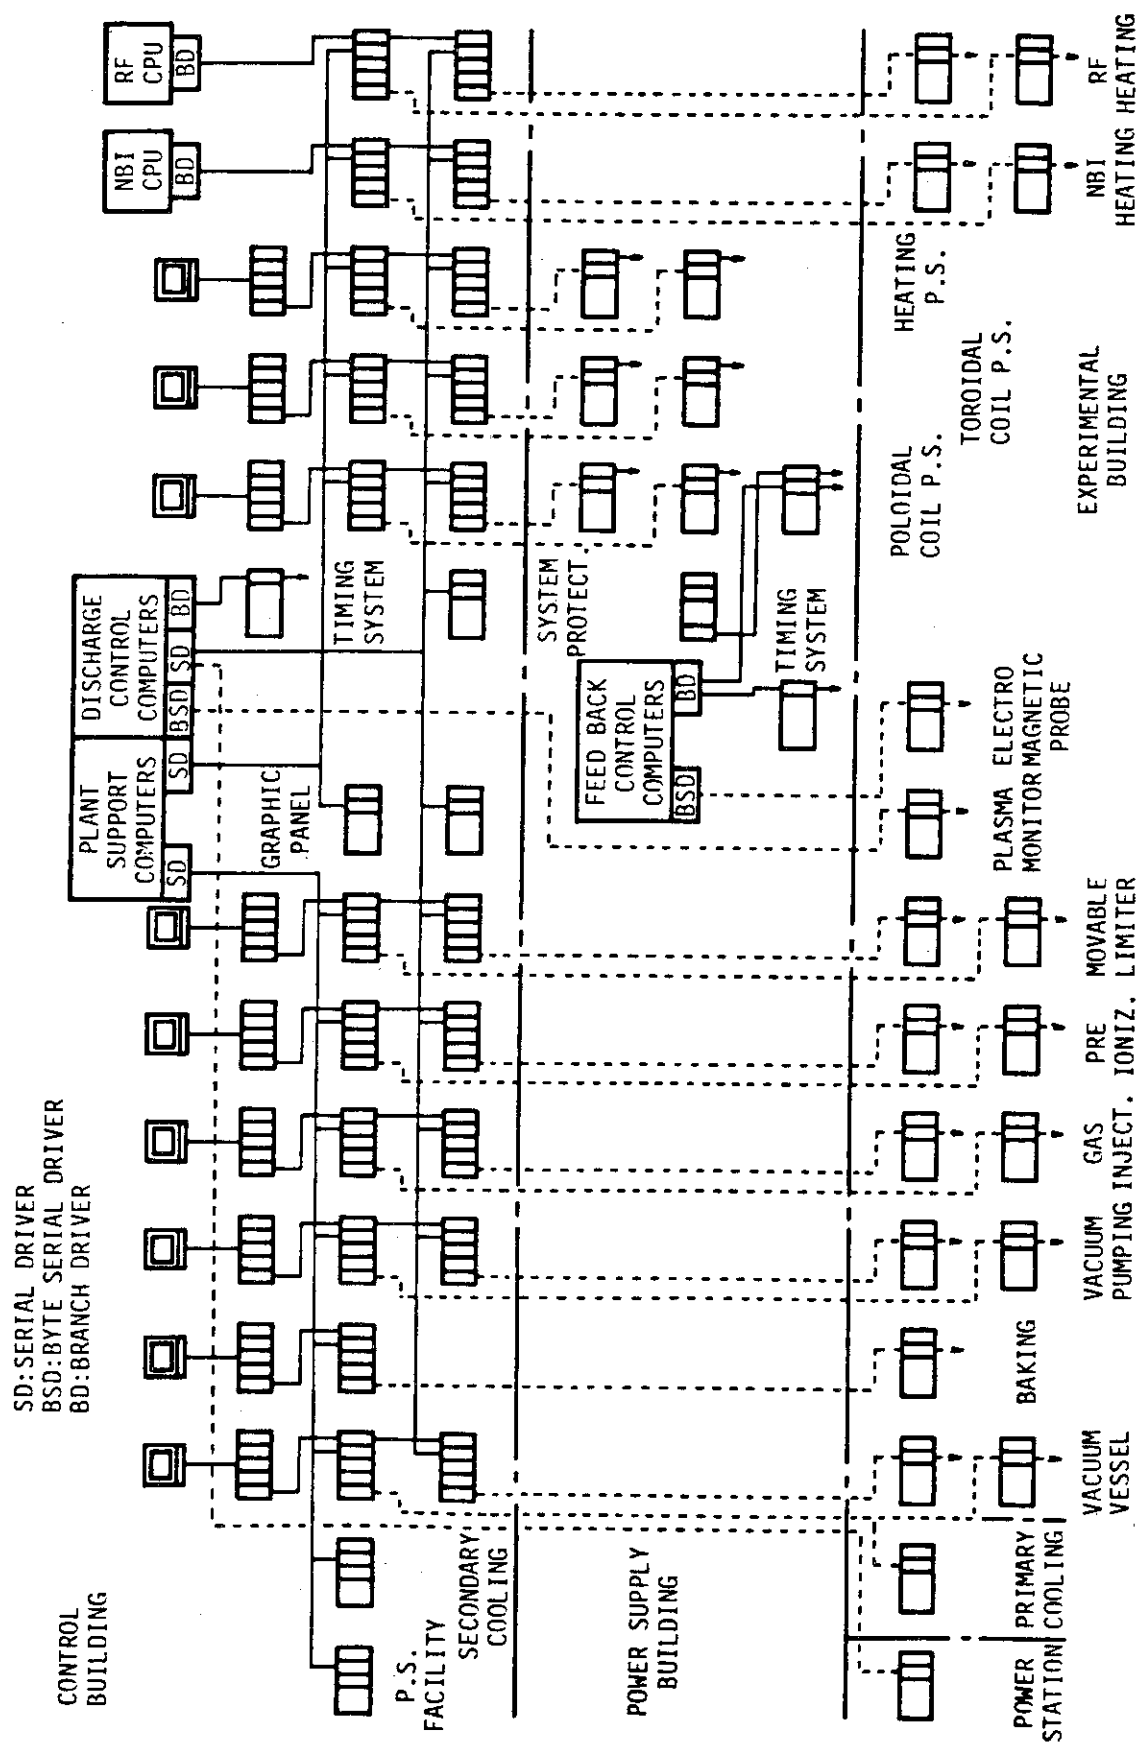 CONTROL
BUILDING
SD:SERIAL DRIVER
BSD:BYTE SERIAL DRIVER
BD:BRANCH DRIVER
PLANT
SUPPORT
COMPUTERS
SD
SD
DISCHARGE
CONTROL
COMPUTERS
BSD
SD
BD
NBI
CPU
BD
RF
CPU
BD
GRAPHIC
PANEL
TIMING
SYSTEM
P.S.
FACILITY
SECONDARY
COOLING
SYSTEM
PROTECT.
POWER SUPPLY
BUILDING
FEED BACK
CONTROL
COMPUTERS
BSD
BD
TIMING
SYSTEM
POLOIDAL
COIL P.S.
TOROIDAL
COIL P.S.
HEATING
P.S.
EXPERIMENTAL
BUILDING
POWER
STATION
PRIMARY
COOLING
VACUUM
VESSEL
BAKING
VACUUM
PUMPING
GAS
INJECT.
PRE
IONIZ.
MOVABLE
LIMITER
PLASMA
MONITOR
ELECTRO
MAGNETIC
PROBE
NBI
HEATING
RF
HEATING